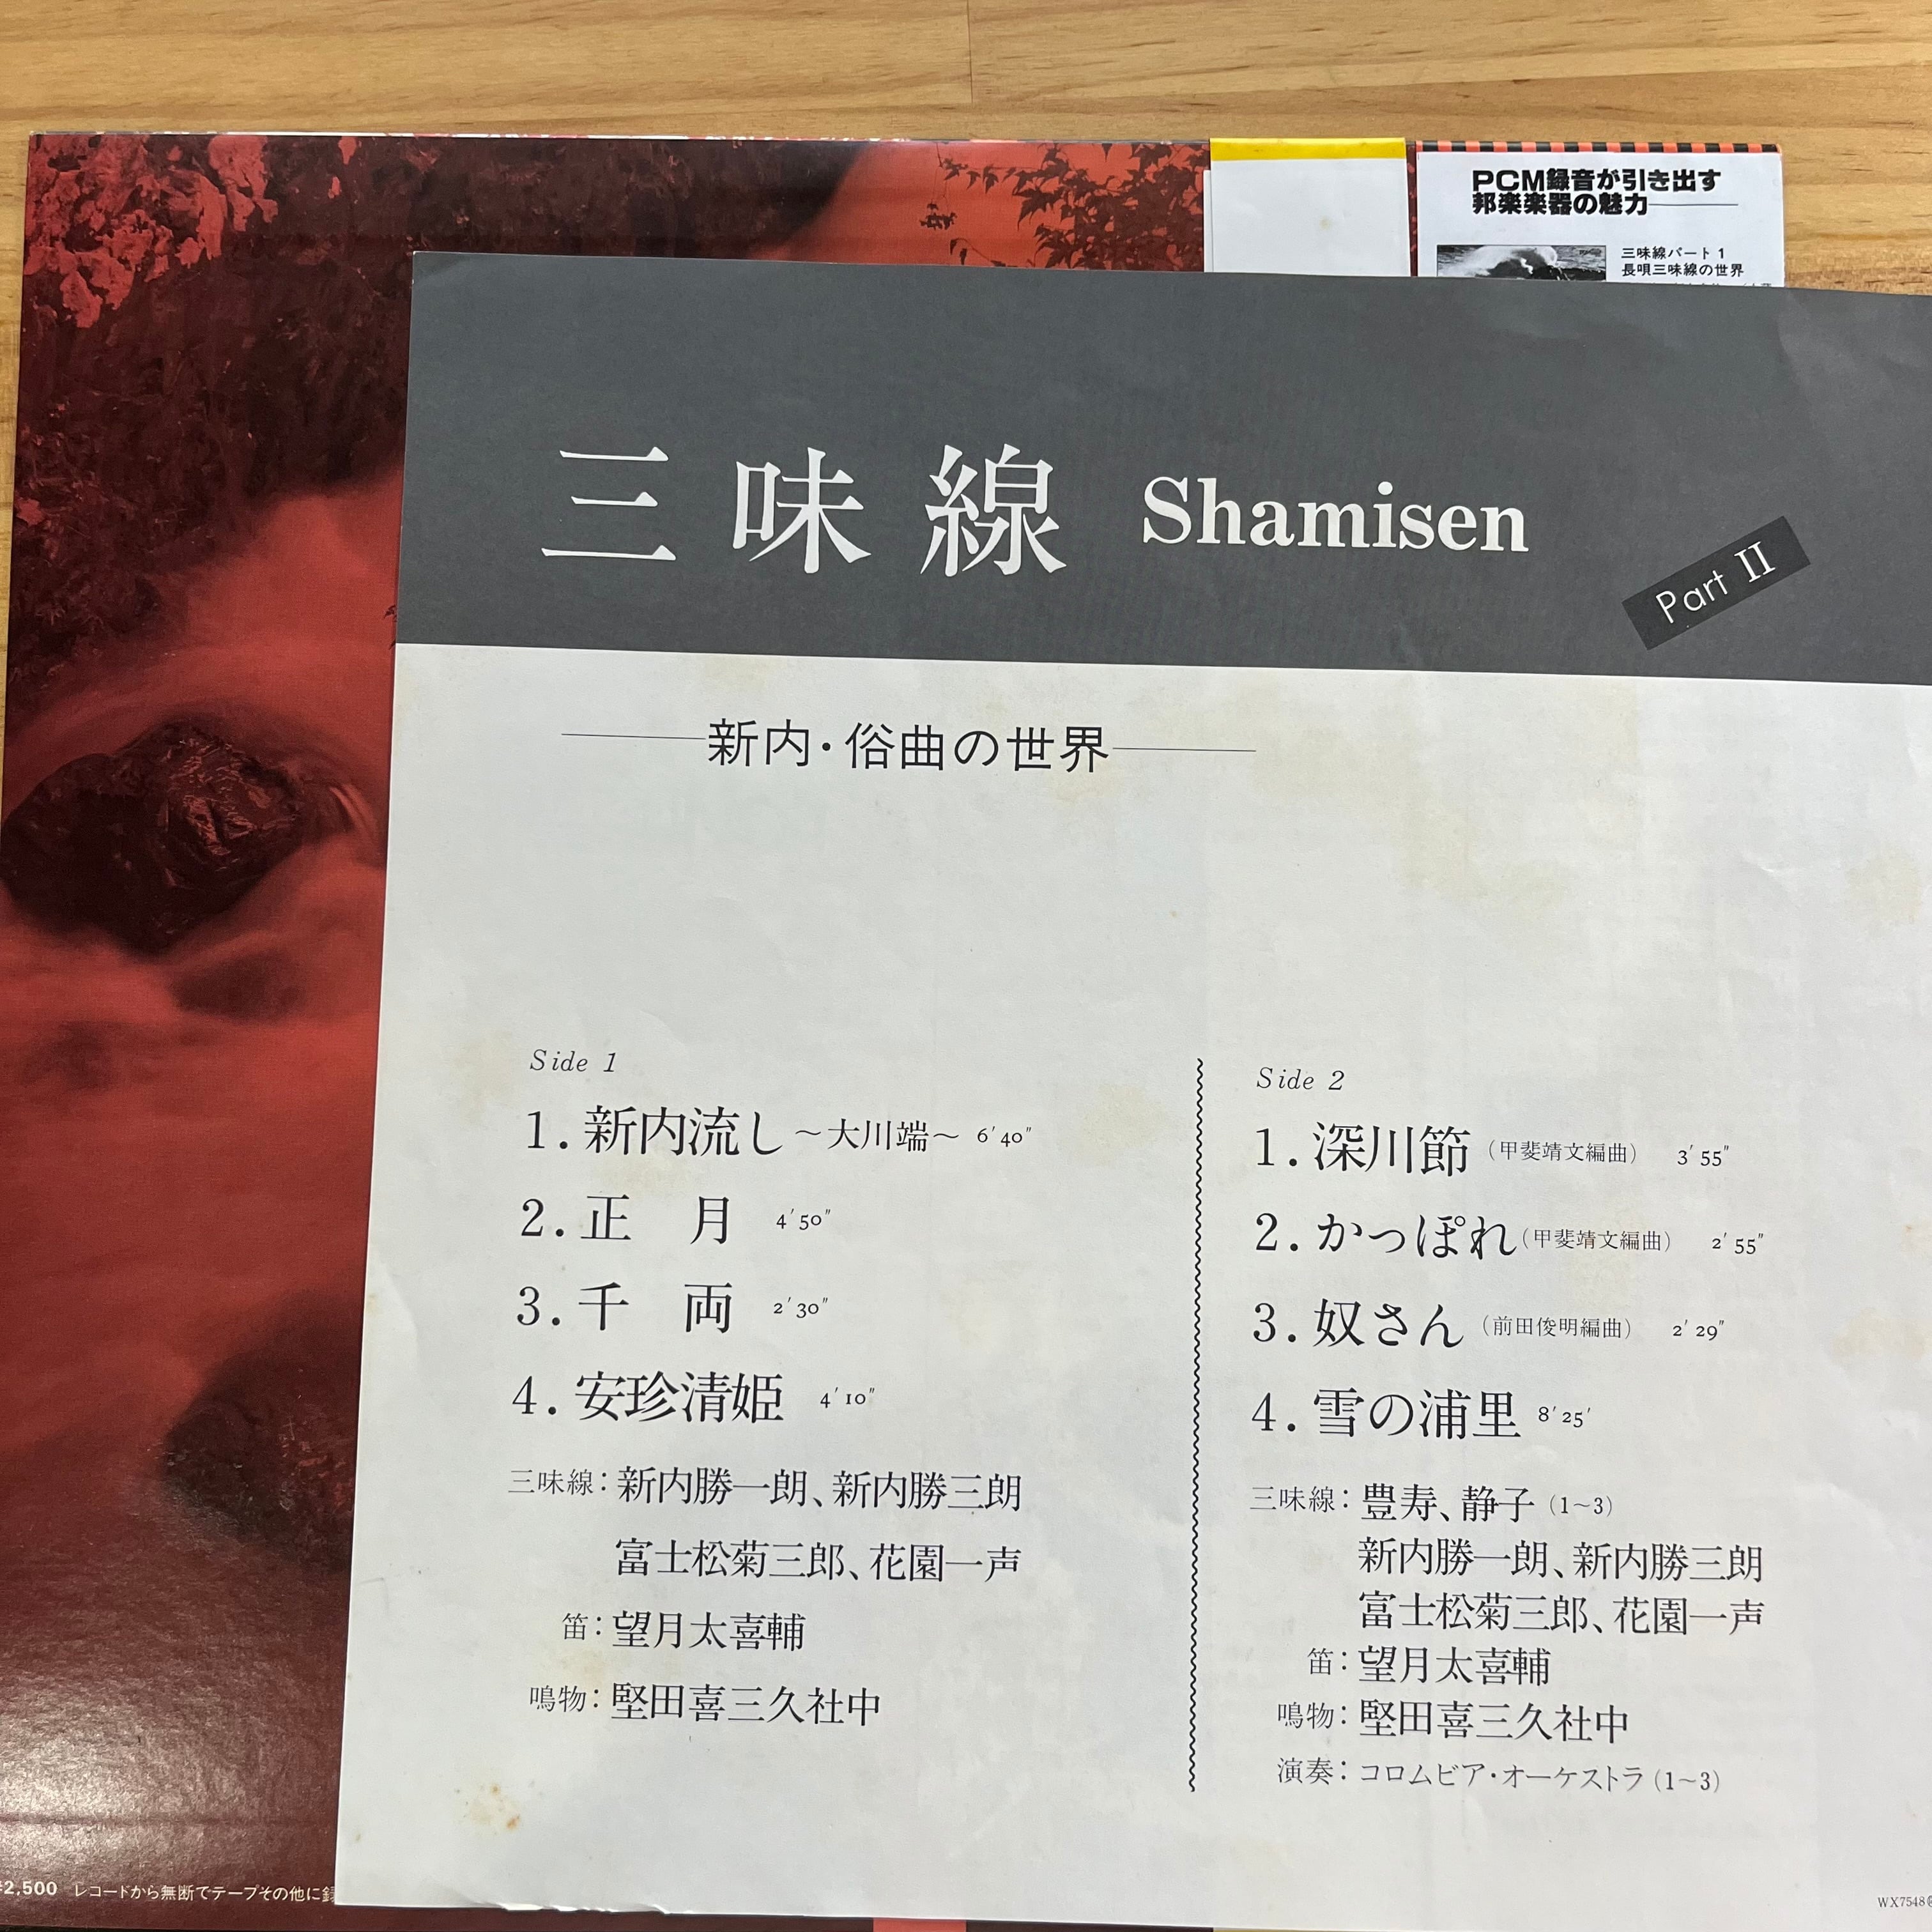 PCM録音が引き出す
邦楽楽器の魅力
三味線パート1
長唄三味線の世界
三味線 Shamisen
Part II
新内・俗曲の世界
Side 1
1. 新内流し〜大川端〜 6′40″
2. 正 月 4′50″
3. 千 両 2′30″
4. 安珍清姫 4′10″
三味線：新内勝一朗、新内勝三朗
富士松菊三郎、花園一声
笛：望月太喜輔
鳴物：堅田喜三久社中
Side 2
1. 深川節（甲斐靖文編曲） 3′55″
2. かっぽれ（甲斐靖文編曲） 2′55″
3. 奴さん（前田俊明編曲） 2′29″
4. 雪の浦里 8′25′
三味線：豊寿、静子（1〜3）
新内勝一朗、新内勝三朗
富士松菊三郎、花園一声
笛：望月太喜輔
鳴物：堅田喜三久社中
演奏：コロムビア・オーケストラ（1〜3）
¥2,500 レコードから無断でテープその他に録
WX7548